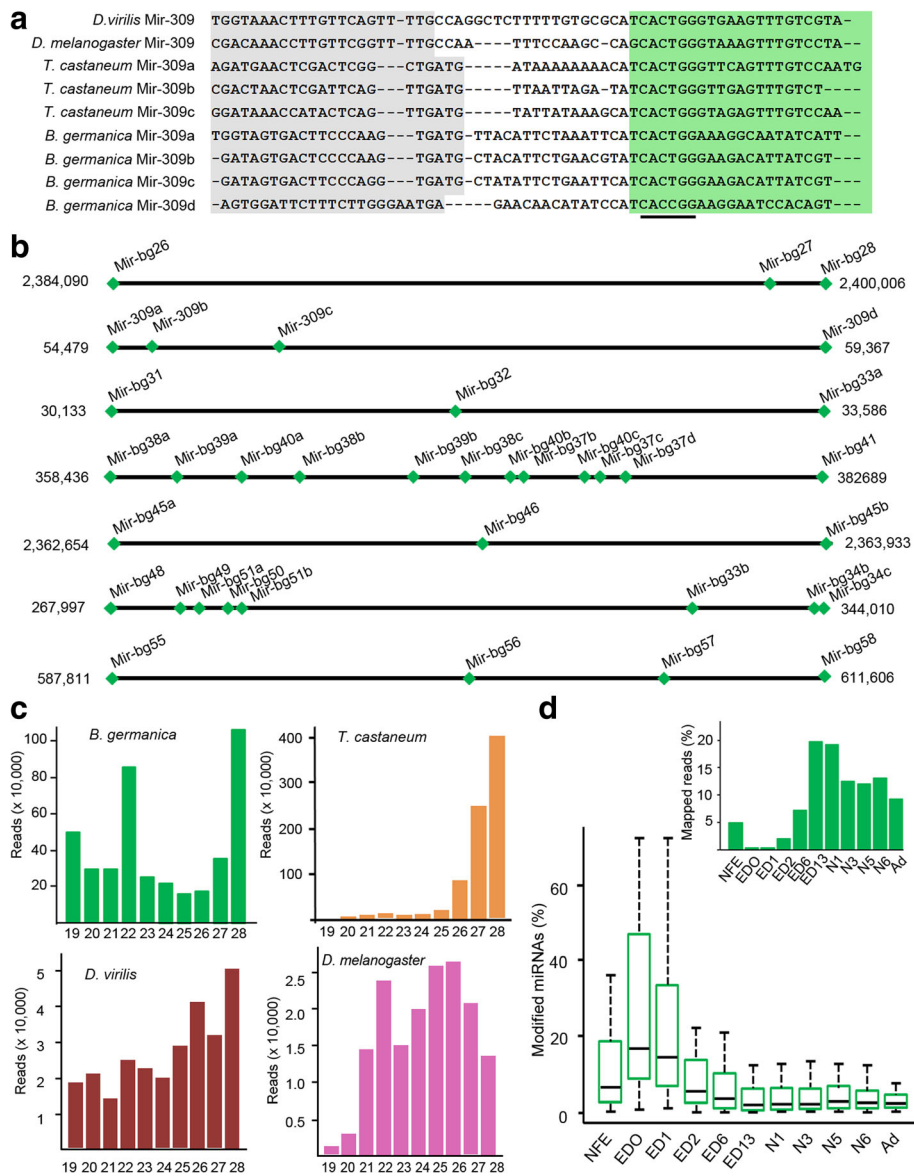 a
D.virilis Mir-309 TGGTAAACTTTGTTCAGTT-TTGCCAGGCTCTTTTTGTGCGCATCACTGGGTGAAGTTTGTCGTA-
D. melanogaster Mir-309 CGACAAACCTTGTTCGGTT-TTGCCAA----TTTCCAAGC-CAGCACTGGGTAAAGTTTGTCCTA--
T. castaneum Mir-309a AGATGAACTCGACTCGG---CTGATG-----ATAAAAAAAACATCACTGGGTTCAGTTTGTCCAATG
T. castaneum Mir-309b CGACTAACTCGATTCAG---TTGATG-----TTAATTAGA-TATCACTGGGTTGAGTTTGTCT----
T. castaneum Mir-309c GGATAAACCATACTCAG---TTGATG-----TATTATAAAGCATCACTGGGTAGAGTTTGTCCAA--
B. germanica Mir-309a TGGTAGTGACTTCCCAAG---TGATG-TTACATTCTAAATTCATCACTGGAAAGGCAATATCATT--
B. germanica Mir-309b -GATAGTGACTCCCCAAG---TGATG-CTACATTCTGAACGTATCACTGGGAAGACATTATCGT---
B. germanica Mir-309c -GATAGTGACTTCCCAGG---TGATG-CTATATTCTGAATTCATCACTGGGAAGACATTATCGT---
B. germanica Mir-309d -AGTGGATTCTTTCTTGGGAATGA-----GAACAACATATCCATCACCGGAAGGAATCCACAGT---
b
Mir-bg26 Mir-bg27 Mir-bg28
2,384,090 2,400,006
Mir-309a Mir-309b Mir-309c Mir-309d
54,479 59,367
Mir-bg31 Mir-bg32 Mir-bg33a
30,133 33,586
Mir-bg38a Mir-bg39a Mir-bg40a Mir-bg38b Mir-bg39b Mir-bg38c Mir-bg40b Mir-bg37b Mir-bg40c Mir-bg37c Mir-bg37d Mir-bg41
358,436 382689
Mir-bg45a Mir-bg46 Mir-bg45b
2,362,654 2,363,933
Mir-bg48 Mir-bg49 Mir-bg51a Mir-bg50 Mir-bg51b Mir-bg33b Mir-bg34b Mir-bg34c
267,997 344,010
Mir-bg55 Mir-bg56 Mir-bg57 Mir-bg58
587,811 611,606
c
B. germanica
Reads (x 10,000)
100
80
60
40
20
19 20 21 22 23 24 25 26 27 28
T. castaneum
Reads (x 10,000)
400
300
200
100
19 20 21 22 23 24 25 26 27 28
D. virilis
Reads (x 10,000)
5
4
3
2
1
19 20 21 22 23 24 25 26 27 28
D. melanogaster
Reads (x 10,000)
2.5
2.0
1.5
1.0
0.5
19 20 21 22 23 24 25 26 27 28
d
Mapped reads (%)
20
15
10
5
NFE EDO ED1 ED2 ED6 ED13 N1 N3 N5 N6 Ad
Modified miRNAs (%)
60
40
20
0
NFE EDO ED1 ED2 ED6 ED13 N1 N3 N5 N6 Ad